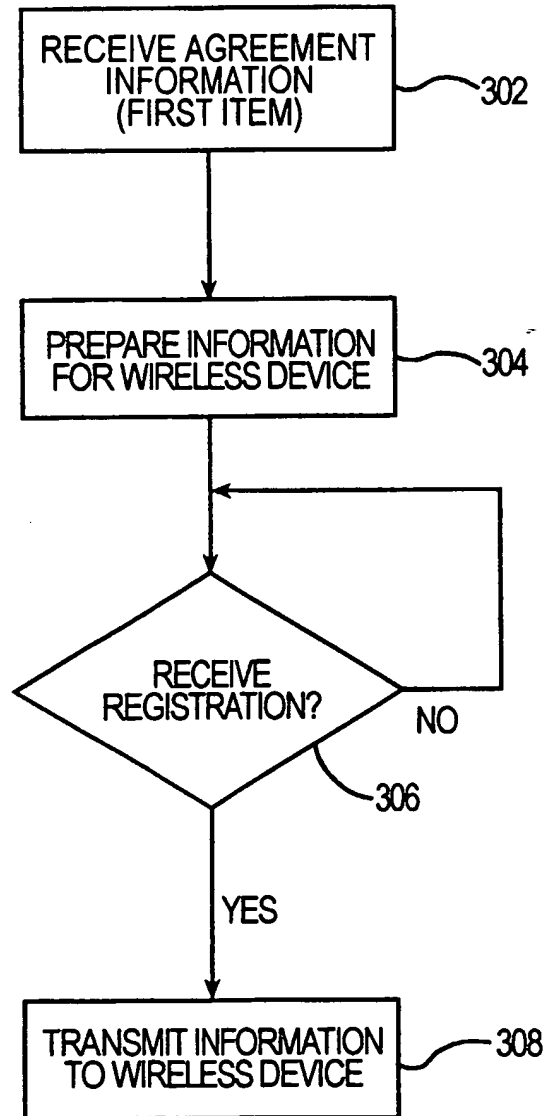 RECEIVE AGREEMENT
INFORMATION
(FIRST ITEM)
302
PREPARE INFORMATION
FOR WIRELESS DEVICE
304
RECEIVE
REGISTRATION?
NO
306
YES
TRANSMIT INFORMATION
TO WIRELESS DEVICE
308